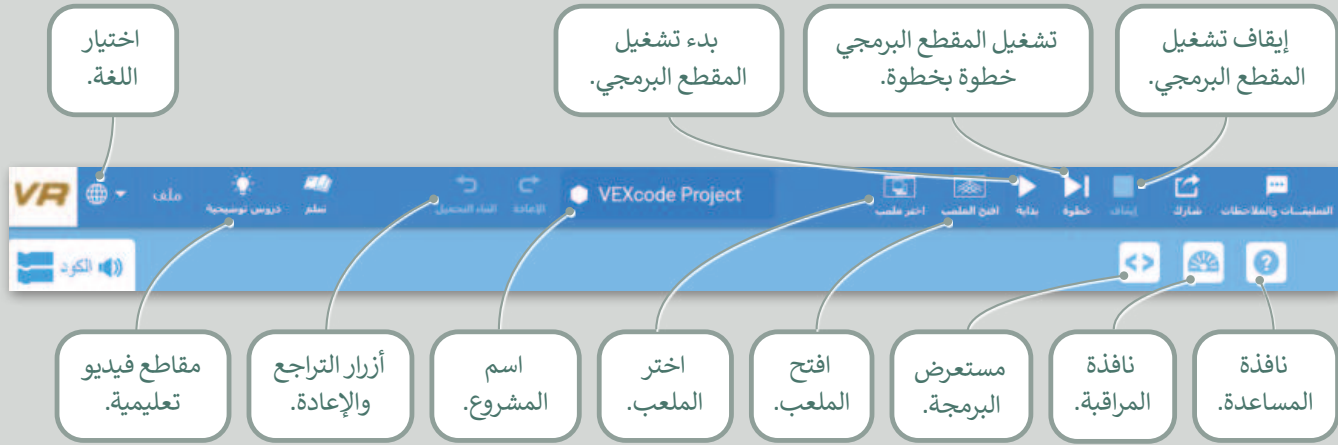 اختيار
اللغة.
بدء تشغيل
المقطع البرمجي.
تشغيل المقطع البرمجي
خطوة بخطوة.
إيقاف تشغيل
المقطع البرمجي.
VR
ملف
دروس توضيحية
تعلم
الغاء التحميل
الإعادة
VEXcode Project
اختر ملعب
افتح الملعب
بداية
خطوة
إيقاف
شارك
التعليقات والملاحظات
الكود
مقاطع فيديو
تعليمية.
أزرار التراجع
والإعادة.
اسم
المشروع.
اختر
الملعب.
افتح
الملعب.
مستعرض
البرمجة.
نافذة
المراقبة.
نافذة
المساعدة.